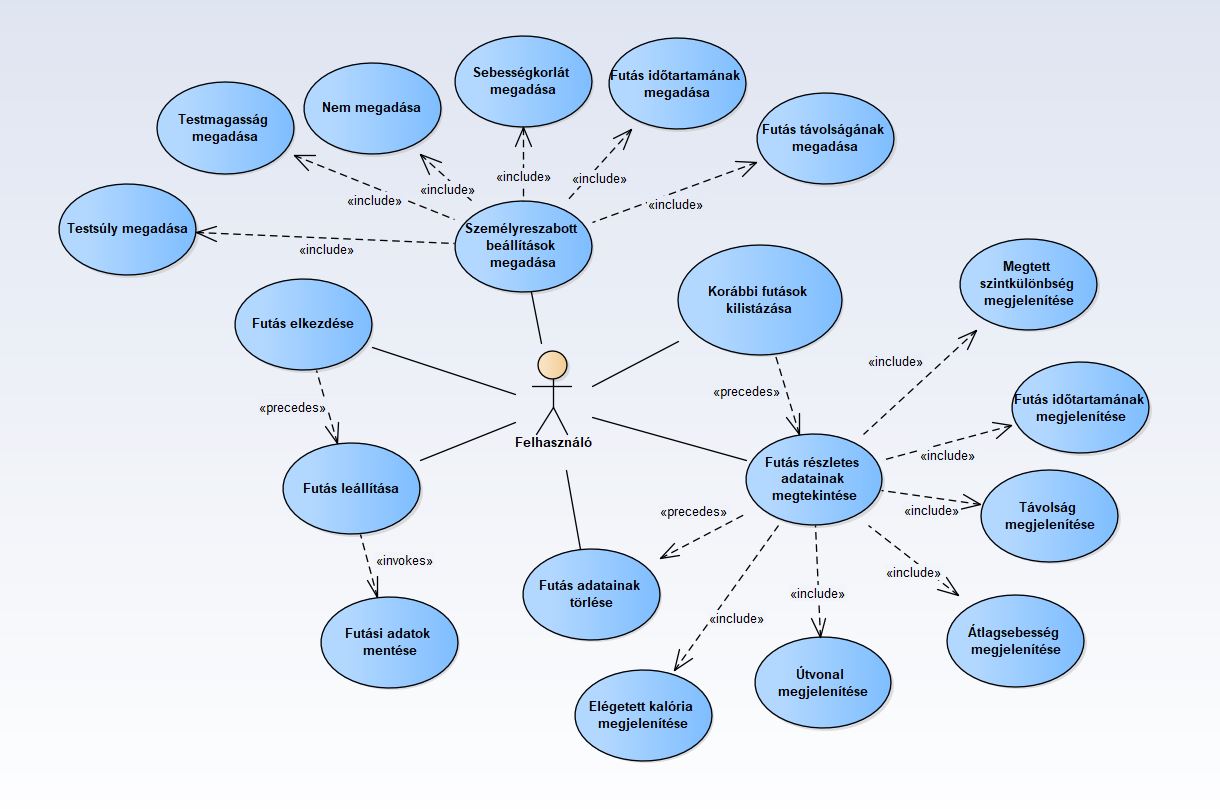 Sebességkorlát
megadása
Futás időtartamának
megadása
Nem megadása
Testmagasság
megadása
Futás távolságának
megadása
«include»
«include»
«include»
«include»
«include»
Testsúly megadása
«include»
Személyreszabott
beállítások
megadása
Megtett
szintkülönbség
megjelenítése
Korábbi futások
kilistázása
Futás elkezdése
«include»
«precedes»
«precedes»
Futás időtartamának
megjelenítése
Felhasználó
«include»
Futás részletes
adatainak
megtekintése
Futás leállítása
«precedes»
«include»
Távolság
megjelenítése
«invokes»
«include»
Futás adatainak
törlése
«include»
«include»
Futási adatok
mentése
Átlagsebesség
megjelenítése
Útvonal
megjelenítése
Elégetett kalória
megjelenítése